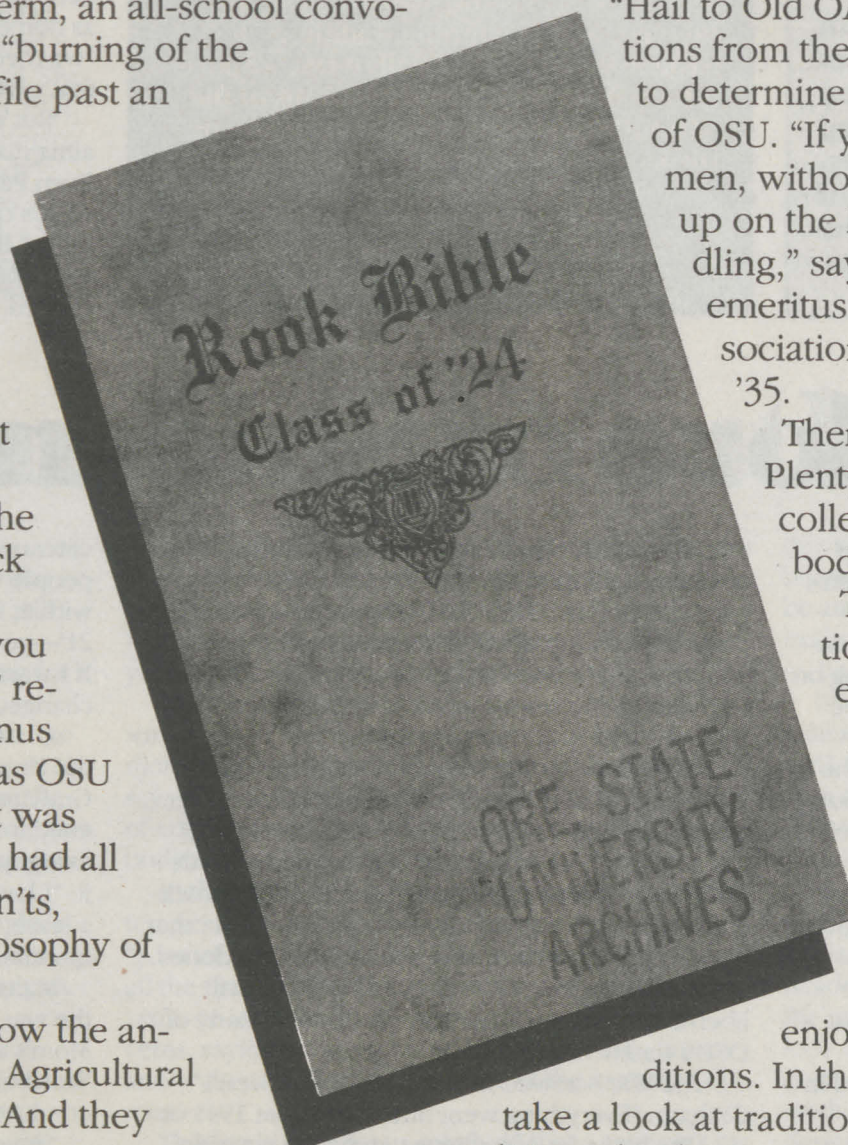 erm, an all-school convo-
“burning of the
file past an
t
he
ck
you
re-
nus
as OSU
t was
had all
n'ts,
osophy of
ow the an-
Agricultural
And they
Rook Bible
Class of '24
ORE. STATE
UNIVERSITY
ARCHIVES
“Hail to Old OA
tions from the
to determine
of OSU. “If y
men, witho
up on the
dling,” say
emeritus
sociation
'35.
Ther
Plent
colle
bod
T
tio
e
enjo
ditions. In th
take a look at traditio